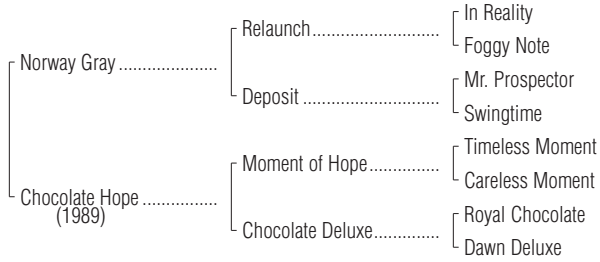 In Reality
Relaunch
Foggy Note
Norway Gray
Mr. Prospector
Deposit
Swingtime
Timeless Moment
Moment of Hope
Careless Moment
Chocolate Hope
(1989)
Royal Chocolate
Chocolate Deluxe
Dawn Deluxe